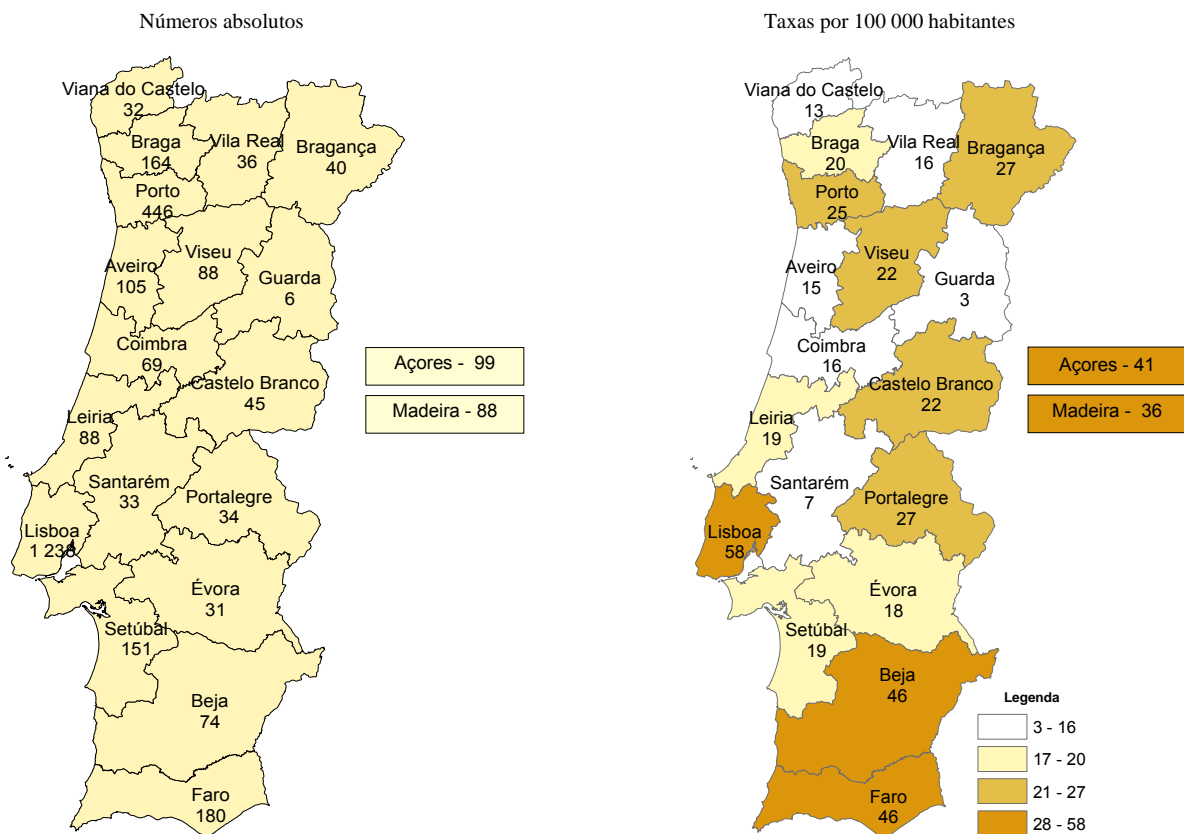 Números absolutos
Viana do Castelo
32
Braga
164
Vila Real
36
Bragança
40
Porto
446
Viseu
88
Aveiro
105
Guarda
6
Coimbra
69
Castelo Branco
45
Açores - 99
Madeira - 88
Leiria
88
Santarém
33
Portalegre
34
Lisboa
1 238
Évora
31
Setúbal
151
Beja
74
Faro
180
Taxas por 100 000 habitantes
Viana do Castelo
13
Braga
20
Vila Real
16
Bragança
27
Porto
25
Viseu
22
Aveiro
15
Guarda
3
Coimbra
16
Castelo Branco
22
Açores - 41
Madeira - 36
Leiria
19
Santarém
7
Portalegre
27
Lisboa
58
Évora
18
Setúbal
19
Beja
46
Faro
46
Legenda
3 - 16
17 - 20
21 - 27
28 - 58